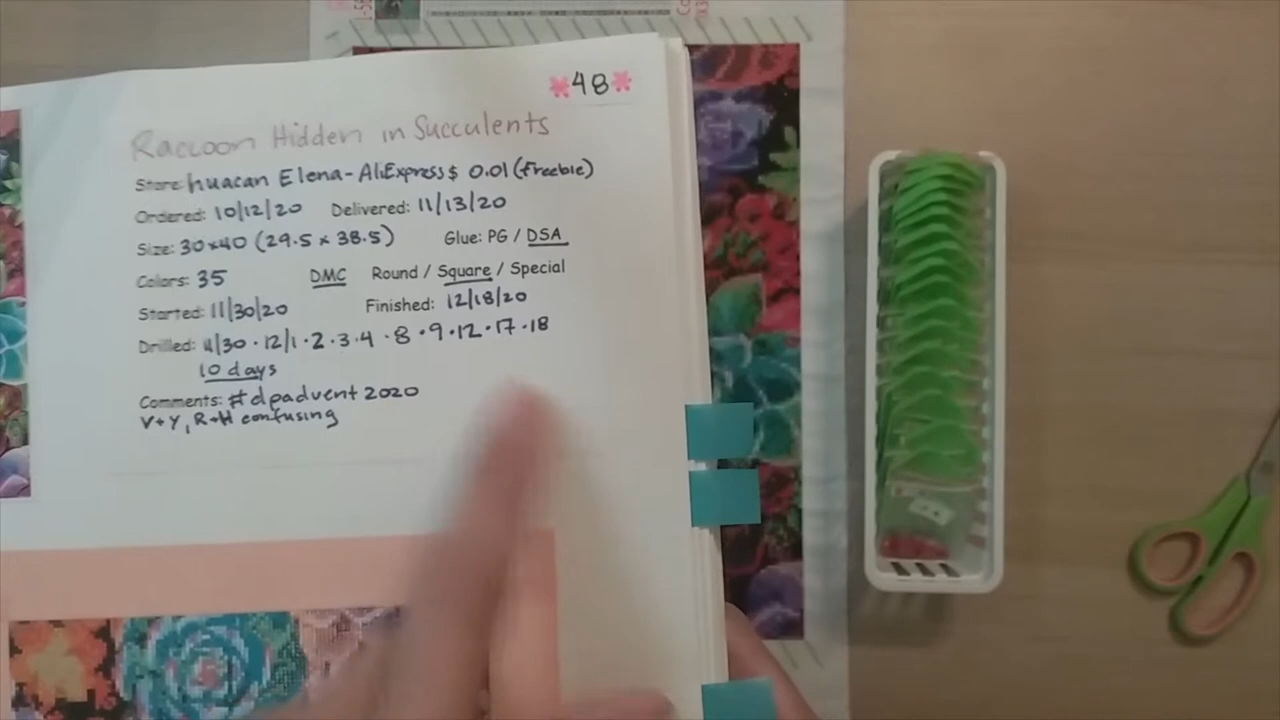 *48*
Raccoon Hidden in Succulents
Store: huacan Elena - AliExpress $ 0.01 (freebie)
Ordered: 10/12/20 Delivered: 11/13/20
Size: 30x40 (29.5 x 38.5) Glue: PG / DSA
Colors: 35 DMC Round / Square / Special
Started: 11/30/20 Finished: 12/18/20
Drilled: 11/30 · 12/1 · 2 · 3 · 4 · 8 · 9 · 12 · 17 · 18
10 days
Comments: #dpadvent2020
V+Y, R+H confusing